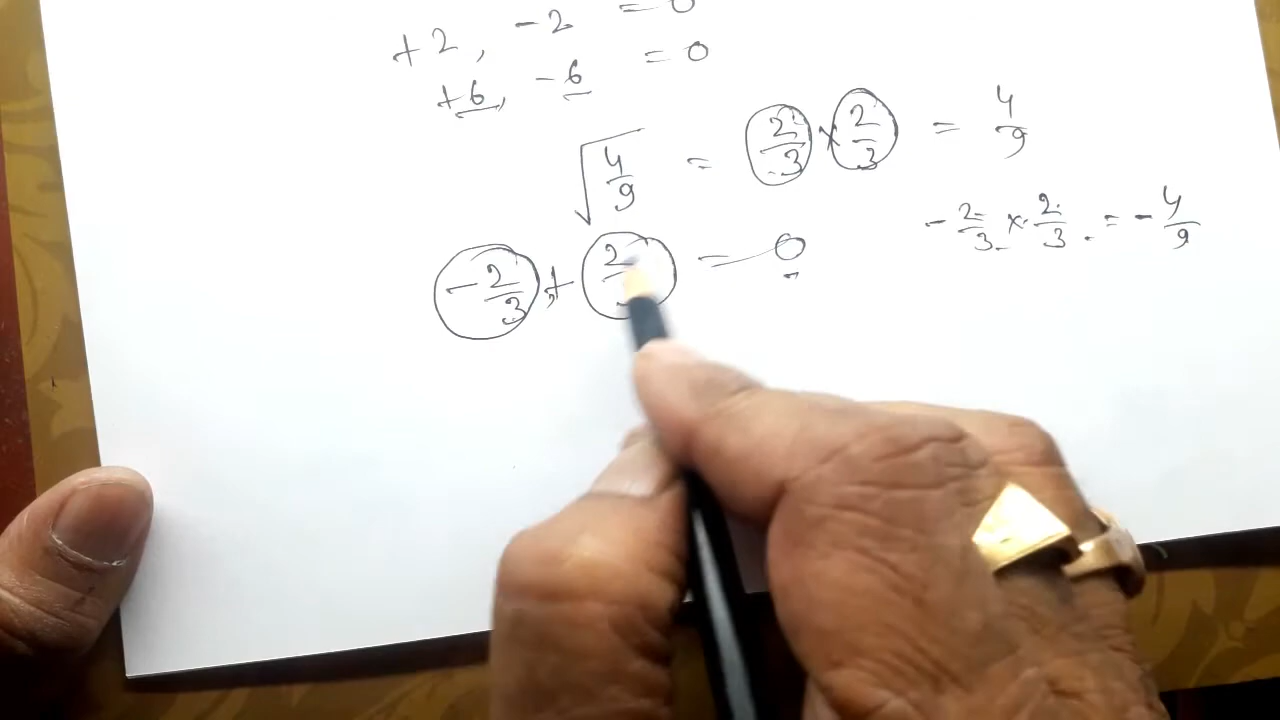 +2, -2 = 0
+6, -6 = 0
√4/9 = 2/3 × 2/3 = 4/9
-2/3 × 2/3 = -4/9
-2/3 + 2/3 = 0